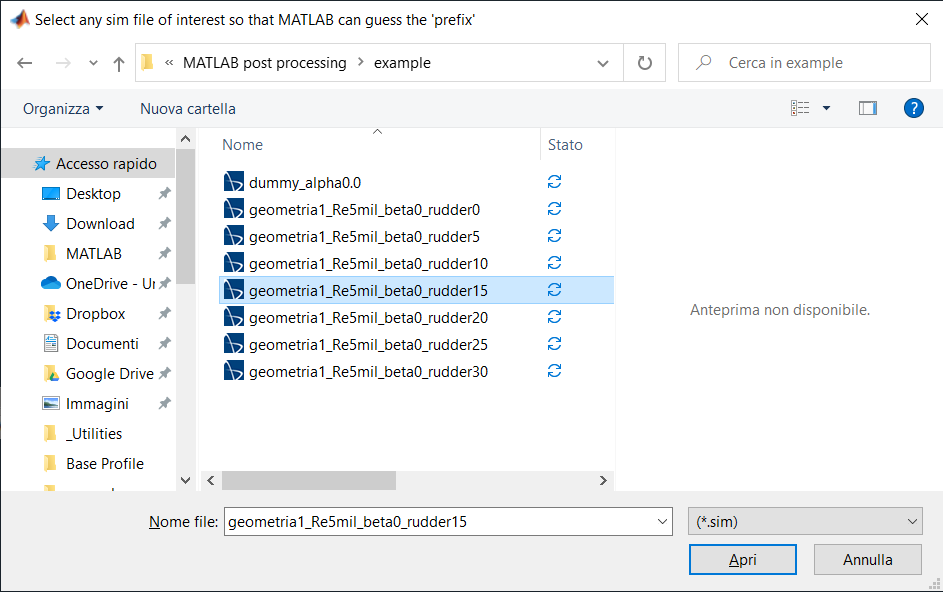 Select any sim file of interest so that MATLAB can guess the 'prefix'
« MATLAB post processing > example
Cerca in example
Organizza
Nuova cartella
?
Nome
Stato
Accesso rapido
Desktop
Download
MATLAB
OneDrive - Ur
Dropbox
Documenti
Google Drive
Immagini
_Utilities
Base Profile
dummy_alpha0.0
geometria1_Re5mil_beta0_rudder0
geometria1_Re5mil_beta0_rudder5
geometria1_Re5mil_beta0_rudder10
geometria1_Re5mil_beta0_rudder15
geometria1_Re5mil_beta0_rudder20
geometria1_Re5mil_beta0_rudder25
geometria1_Re5mil_beta0_rudder30
Anteprima non disponibile.
Nome file:
geometria1_Re5mil_beta0_rudder15
(*.sim)
Apri
Annulla